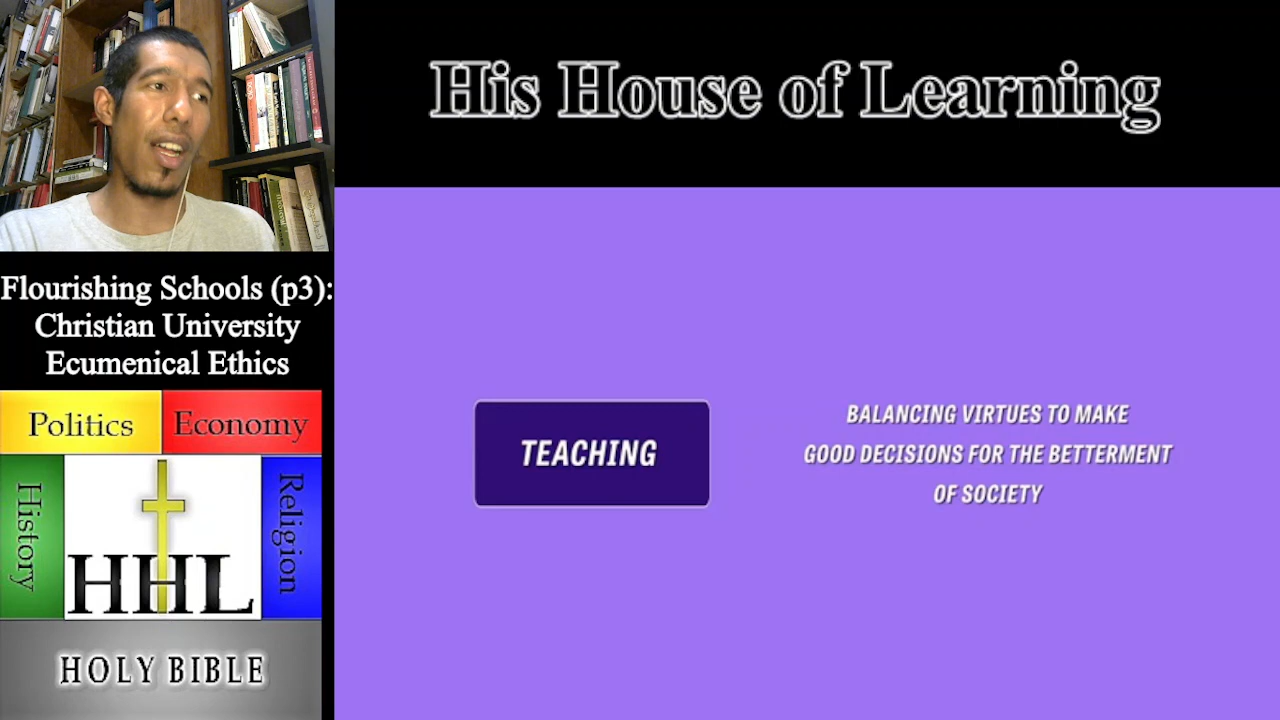 His House of Learning
Flourishing Schools (p3):
Christian University
Ecumenical Ethics
Politics
Economy
History
Religion
HHL
HOLY BIBLE
TEACHING
BALANCING VIRTUES TO MAKE
GOOD DECISIONS FOR THE BETTERMENT
OF SOCIETY